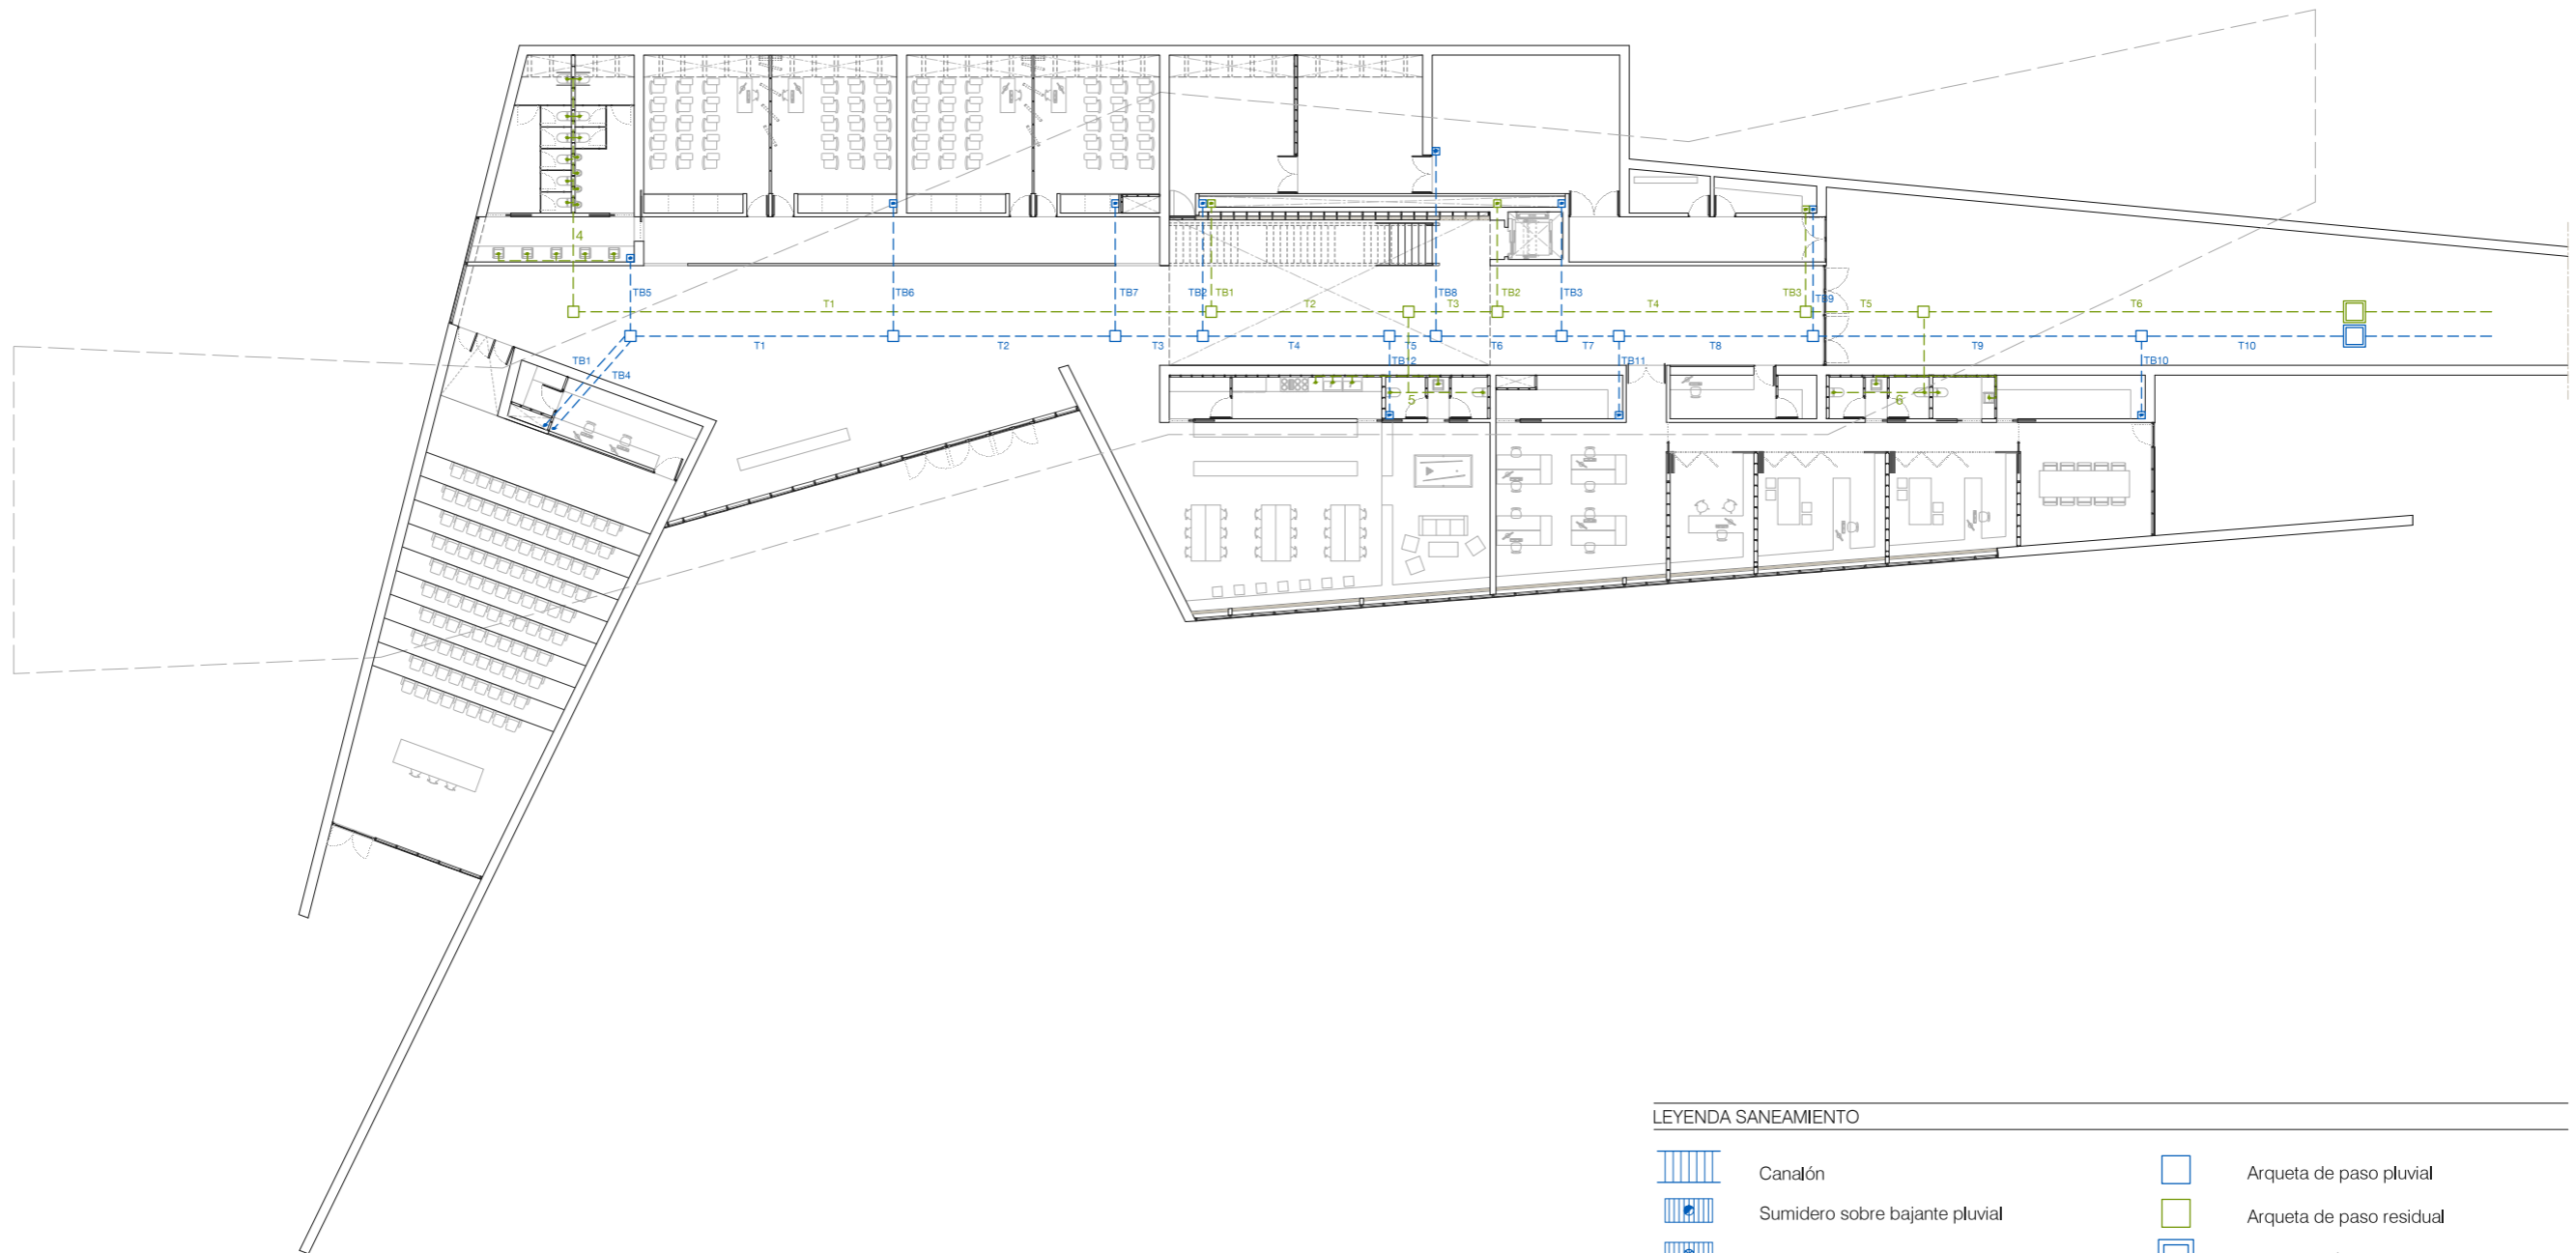 4
TB5
TB6
TB7
TB2
TB1
TB8
TB2
TB3
TB3
TB9
T1
T2
T3
T4
T5
T6
T1
T2
T3
T4
T5
T6
T7
T8
T9
T10
TB1
TB4
TB12
TB11
TB10
5
6
LEYENDA SANEAMIENTO
Canalón
Arqueta de paso pluvial
Sumidero sobre bajante pluvial
Arqueta de paso residual